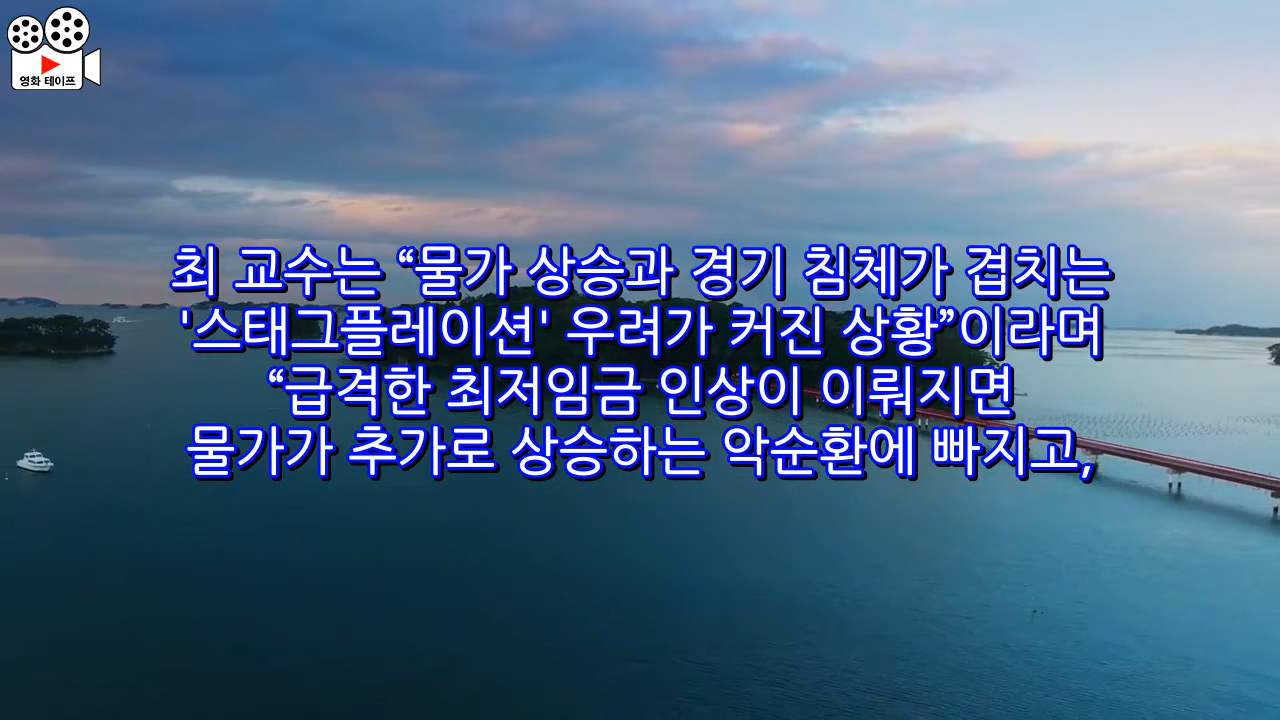 영화 테이프
최 교수는 “물가 상승과 경기 침체가 겹치는
'스태그플레이션' 우려가 커진 상황”이라며
“급격한 최저임금 인상이 이뤄지면
물가가 추가로 상승하는 악순환에 빠지고,